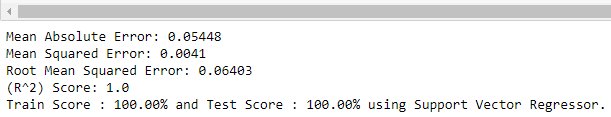 Mean Absolute Error: 0.05448
Mean Squared Error: 0.0041
Root Mean Squared Error: 0.06403
(R^2) Score: 1.0
Train Score : 100.00% and Test Score : 100.00% using Support Vector Regressor.